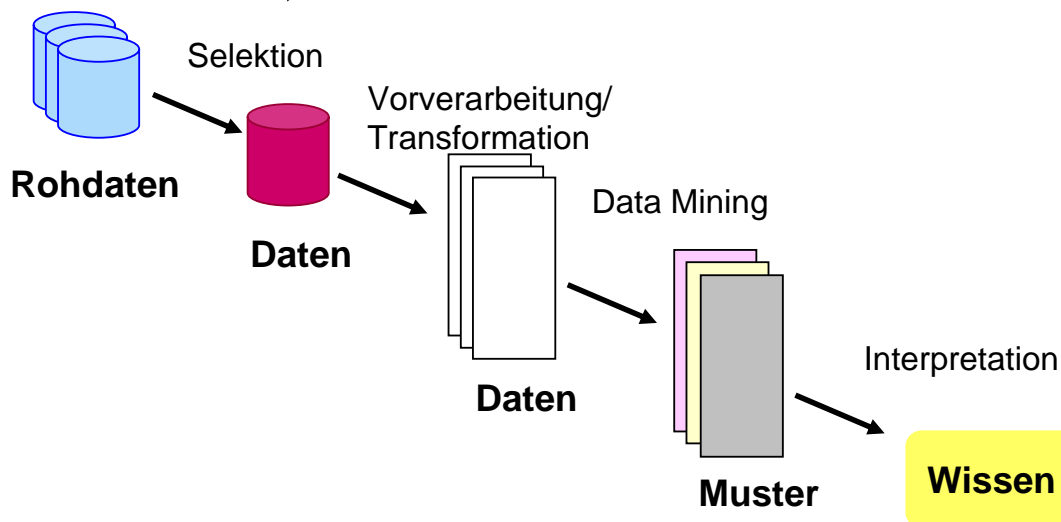 Selektion
Vorverarbeitung/
Transformation
Rohdaten
Data Mining
Daten
Interpretation
Daten
Wissen
Muster